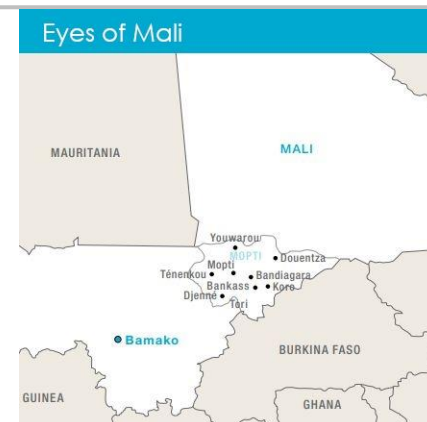 Eyes of Mali
MAURITANIA
MALI
Youwarou
MOPTI
Douentza
Mopti
Ténenkou
Bandiagara
Bankass
Koro
Djenné
Tori
Bamako
BURKINA FASO
GUINEA
GHANA